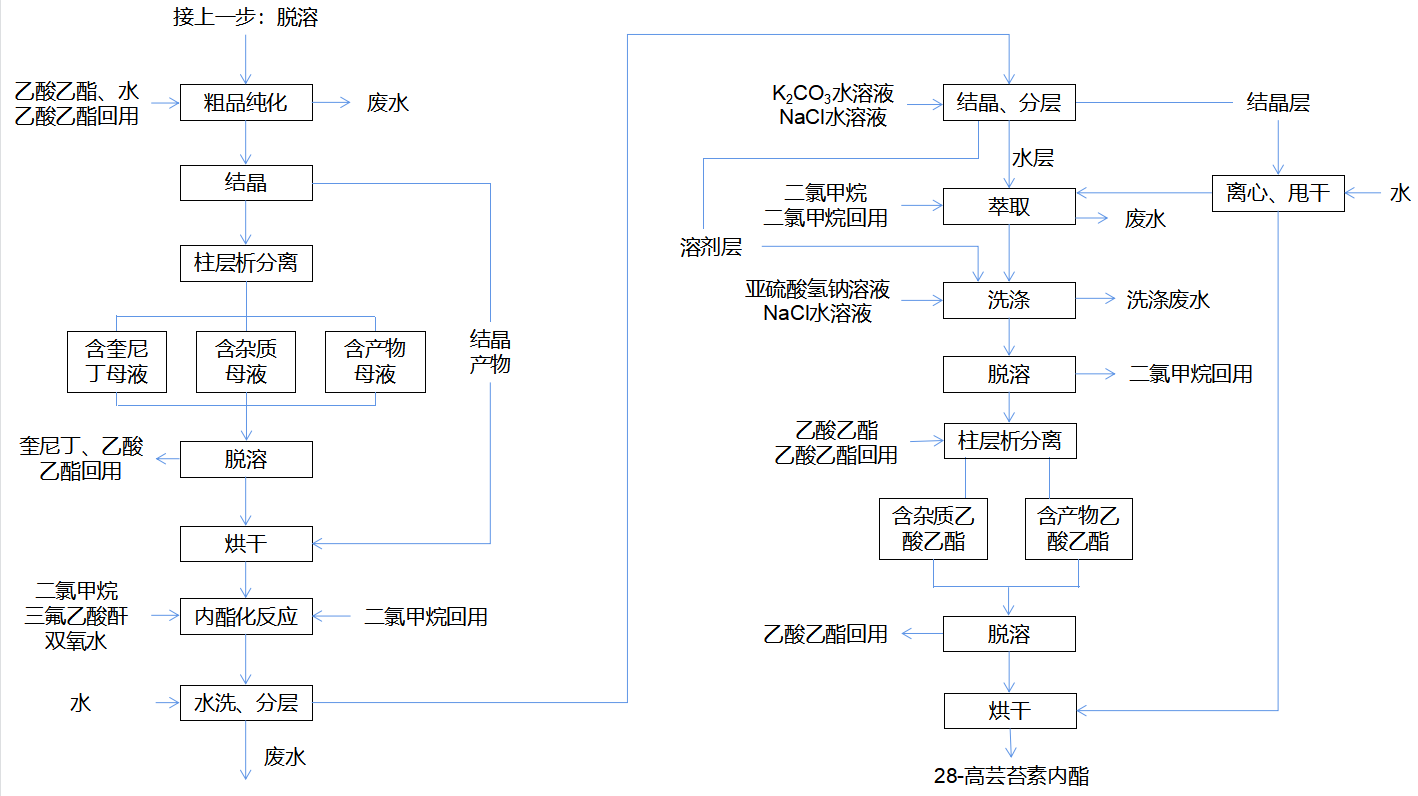 接上一步：脱溶
乙酸乙酯、水
乙酸乙酯回用
粗品纯化
废水
结晶
柱层析分离
含奎尼
丁母液
含杂质
母液
含产物
母液
结晶
产物
奎尼丁、乙酸
乙酯回用
脱溶
烘干
二氯甲烷
三氟乙酸酐
双氧水
内酯化反应
二氯甲烷回用
水
水洗、分层
废水
K₂CO₃水溶液
NaCl水溶液
结晶、分层
结晶层
水层
二氯甲烷
二氯甲烷回用
萃取
废水
离心、甩干
水
溶剂层
亚硫酸氢钠溶液
NaCl水溶液
洗涤
洗涤废水
脱溶
二氯甲烷回用
乙酸乙酯
乙酸乙酯回用
柱层析分离
含杂质乙
酸乙酯
含产物乙
酸乙酯
乙酸乙酯回用
脱溶
烘干
28-高芸苔素内酯